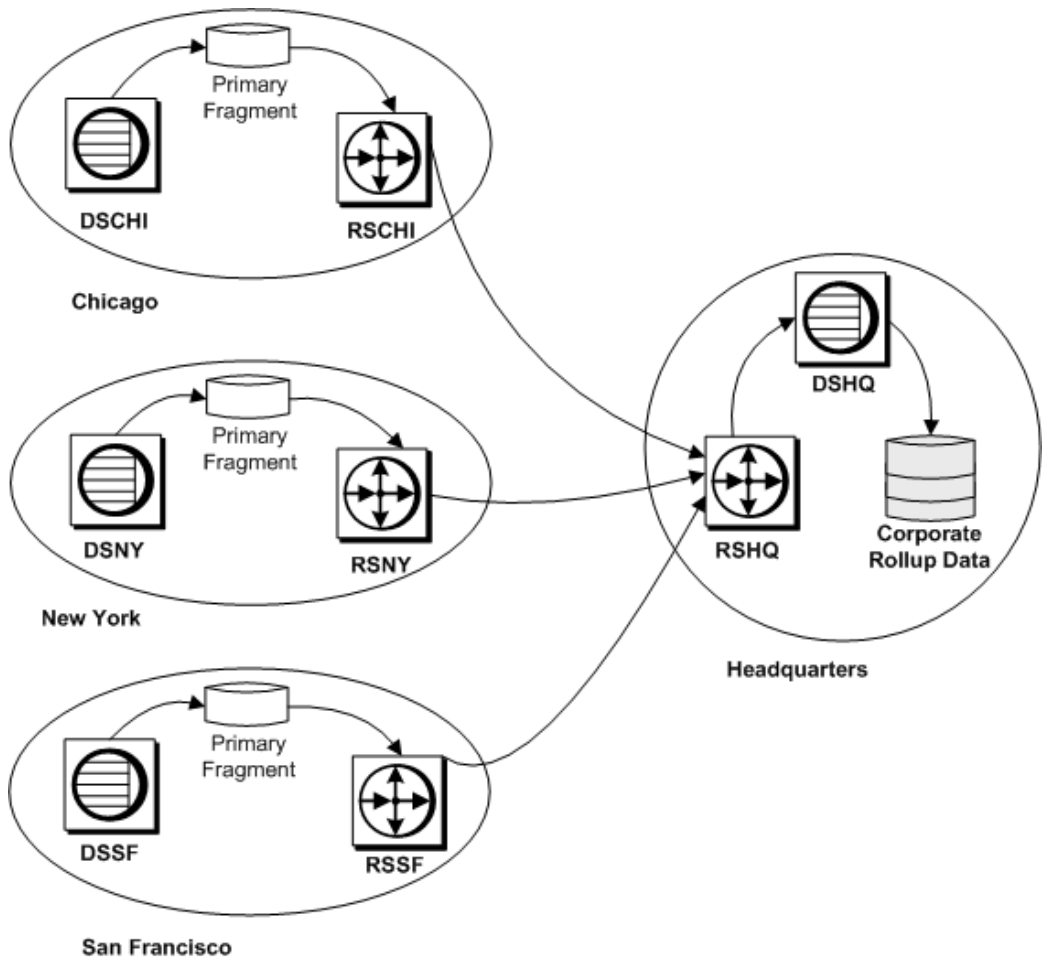 Primary
Fragment
DSCHI
RSCHI
Chicago
Primary
Fragment
DSNY
RSNY
New York
Primary
Fragment
DSSF
RSSF
San Francisco
DSHQ
RSHQ
Corporate
Rollup Data
Headquarters